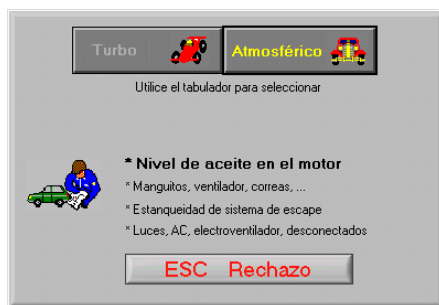 Turbo
Atmosférico
Utilice el tabulador para seleccionar
* Nivel de aceite en el motor
* Manguitos, ventilador, correas, ...
* Estanqueidad de sistema de escape
* Luces, AC, electroventilador, desconectados
ESC Rechazo